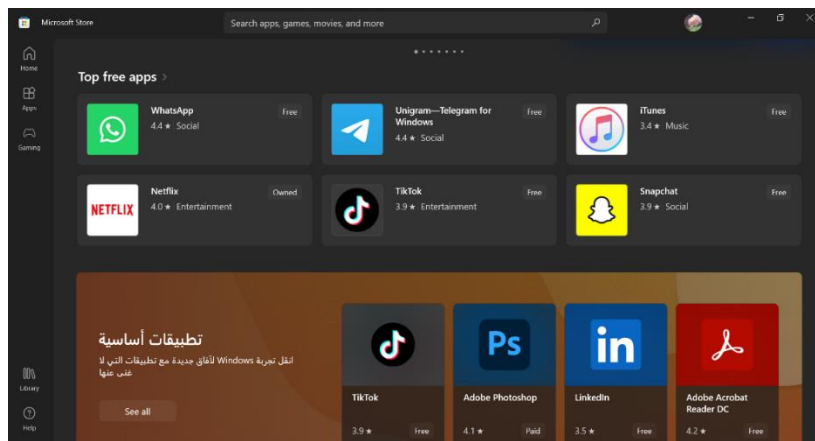 Microsoft Store
Search apps, games, movies, and more
Home
Apps
Gaming
Top free apps >
WhatsApp
Free
4.4 ★ Social
Unigram—Telegram for
Windows
Free
4.4 ★ Social
iTunes
Free
3.4 ★ Music
NETFLIX
Netflix
Owned
4.0 ★ Entertainment
TikTok
Free
3.9 ★ Entertainment
Snapchat
Free
3.9 ★ Social
تطبيقات أساسية
انقل تجربة Windows لآفاق جديدة مع تطبيقات التي لا
غنى عنها
See all
Ps
in
TikTok
3.9 ★ Free
Adobe Photoshop
4.1 ★ Paid
LinkedIn
3.5 ★ Free
Adobe Acrobat
Reader DC
4.2 ★ Free
Library
Help